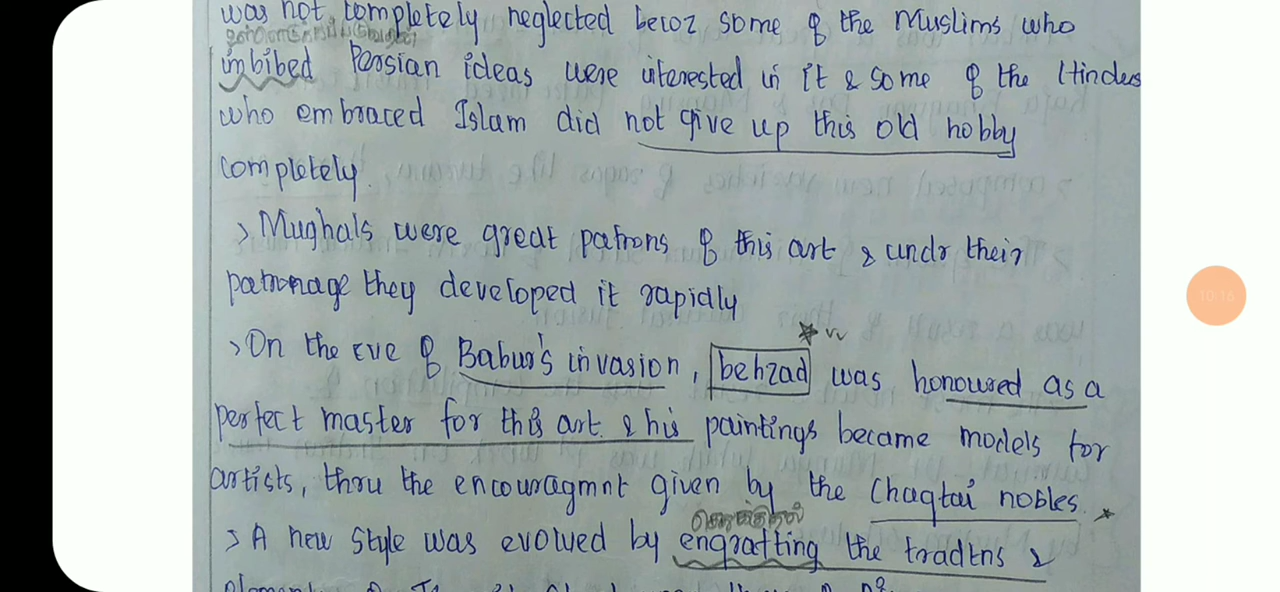 was not completely neglected becoz some of the Muslims who
imbibed Persian ideas were interested in it & some of the Hindus
who embraced Islam did not give up this old hobby
completely.
> Mughals were great patrons of this art & undr their
patronage they developed it rapidly
> On the eve of Babur's invasion, behzad was honoured as a
perfect master for this art & his paintings became models for
artists, thru the encouragmnt given by the Chagtai nobles.
> A new style was evolved by engrafting the tradtns &
10:16